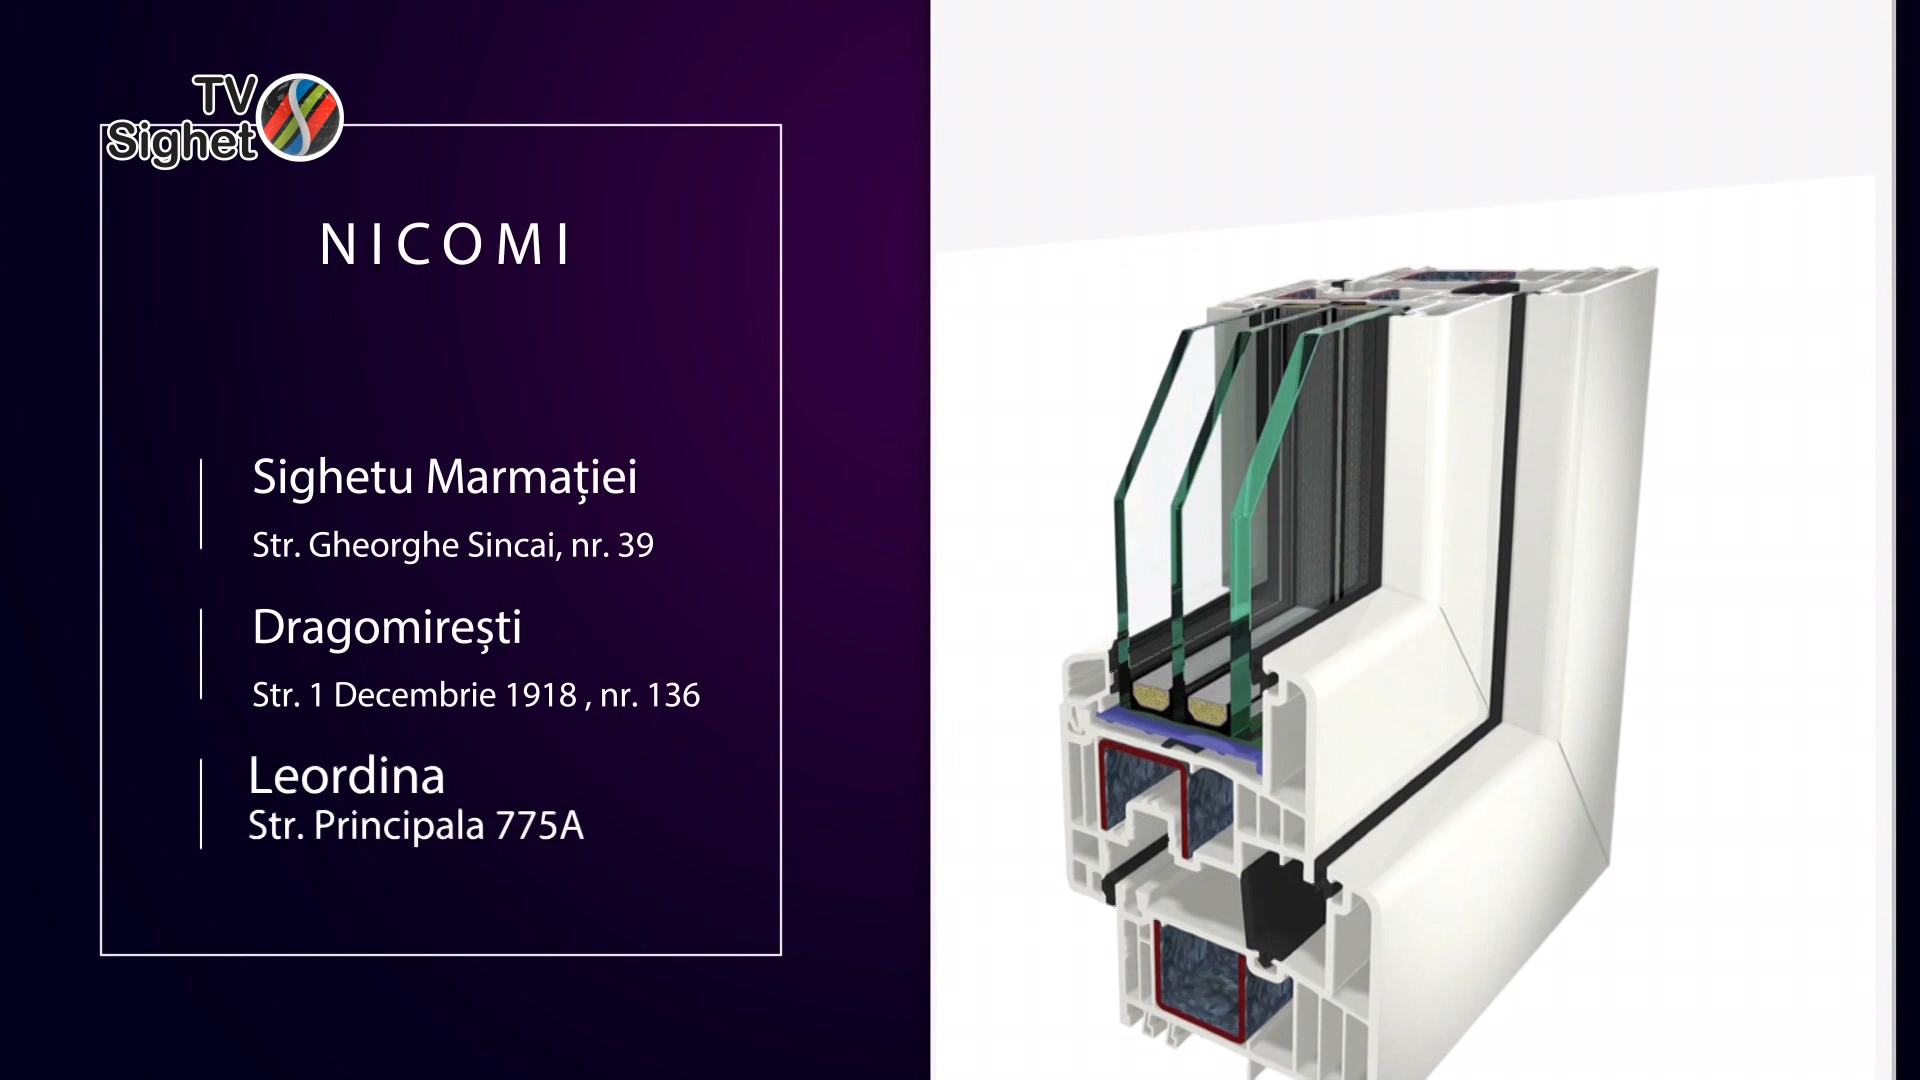 TV
Sighet
NICOMI
Sighetu Marmației
Str. Gheorghe Sincai, nr. 39
Dragomirești
Str. 1 Decembrie 1918 , nr. 136
Leordina
Str. Principala 775A